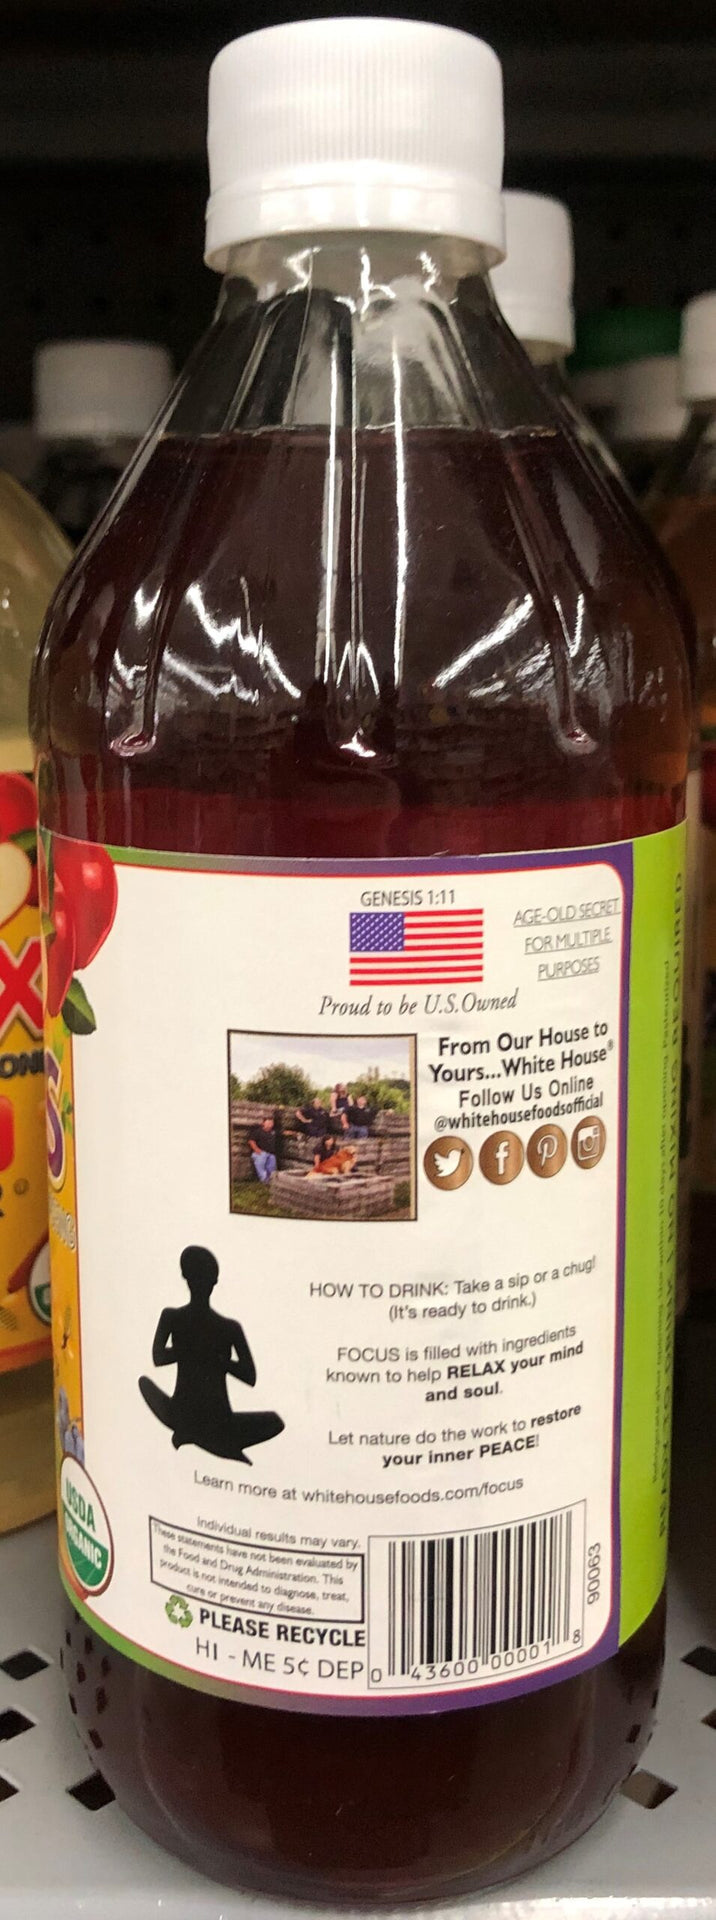 GENESIS 1:11
AGE-OLD SECRET
FOR MULTIPLE
PURPOSES
Proud to be U.S.Owned
From Our House to
Yours...White House®
Follow Us Online
@whitehousefoodsofficial
HOW TO DRINK: Take a sip or a chug!
(It's ready to drink.)
FOCUS is filled with ingredients
known to help RELAX your mind
and soul.
Let nature do the work to restore
your inner PEACE!
Learn more at whitehousefoods.com/focus
Individual results may vary.
These statements have not been evaluated by
the Food and Drug Administration. This
product is not intended to diagnose, treat,
cure or prevent any disease.
PLEASE RECYCLE
HI - ME 5¢ DEP
0 43600 00001 8
90063
USDA
ORGANIC